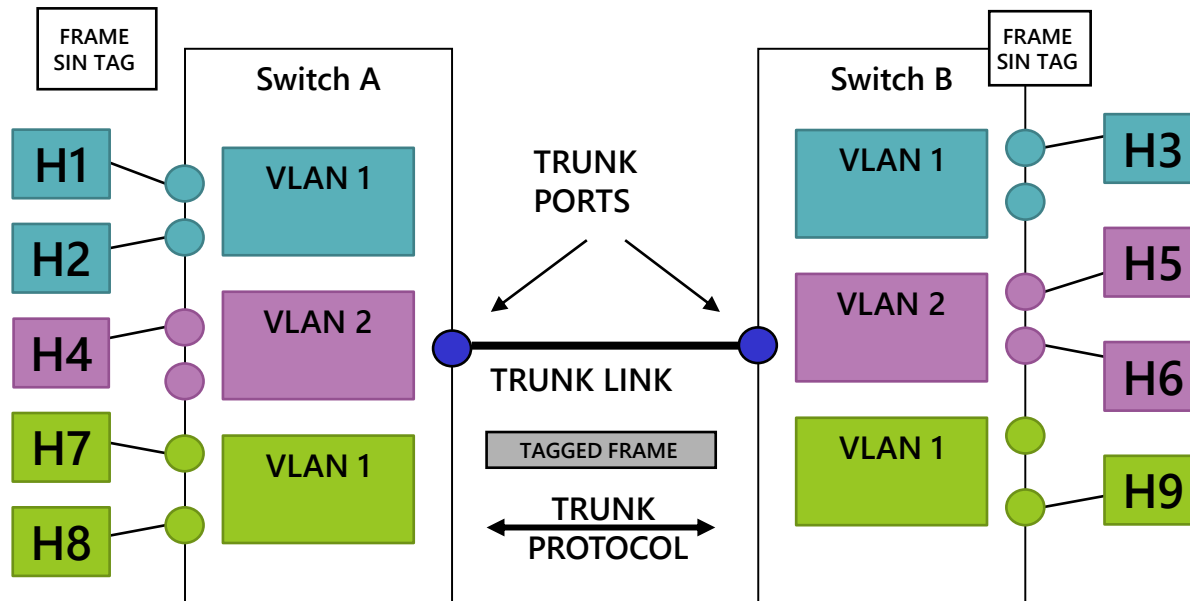 FRAME
SIN TAG
Switch A
H1
H2
H4
H7
H8
VLAN 1
VLAN 2
VLAN 1
TRUNK
PORTS
TRUNK LINK
TAGGED FRAME
TRUNK
PROTOCOL
Switch B
FRAME
SIN TAG
VLAN 1
VLAN 2
VLAN 1
H3
H5
H6
H9